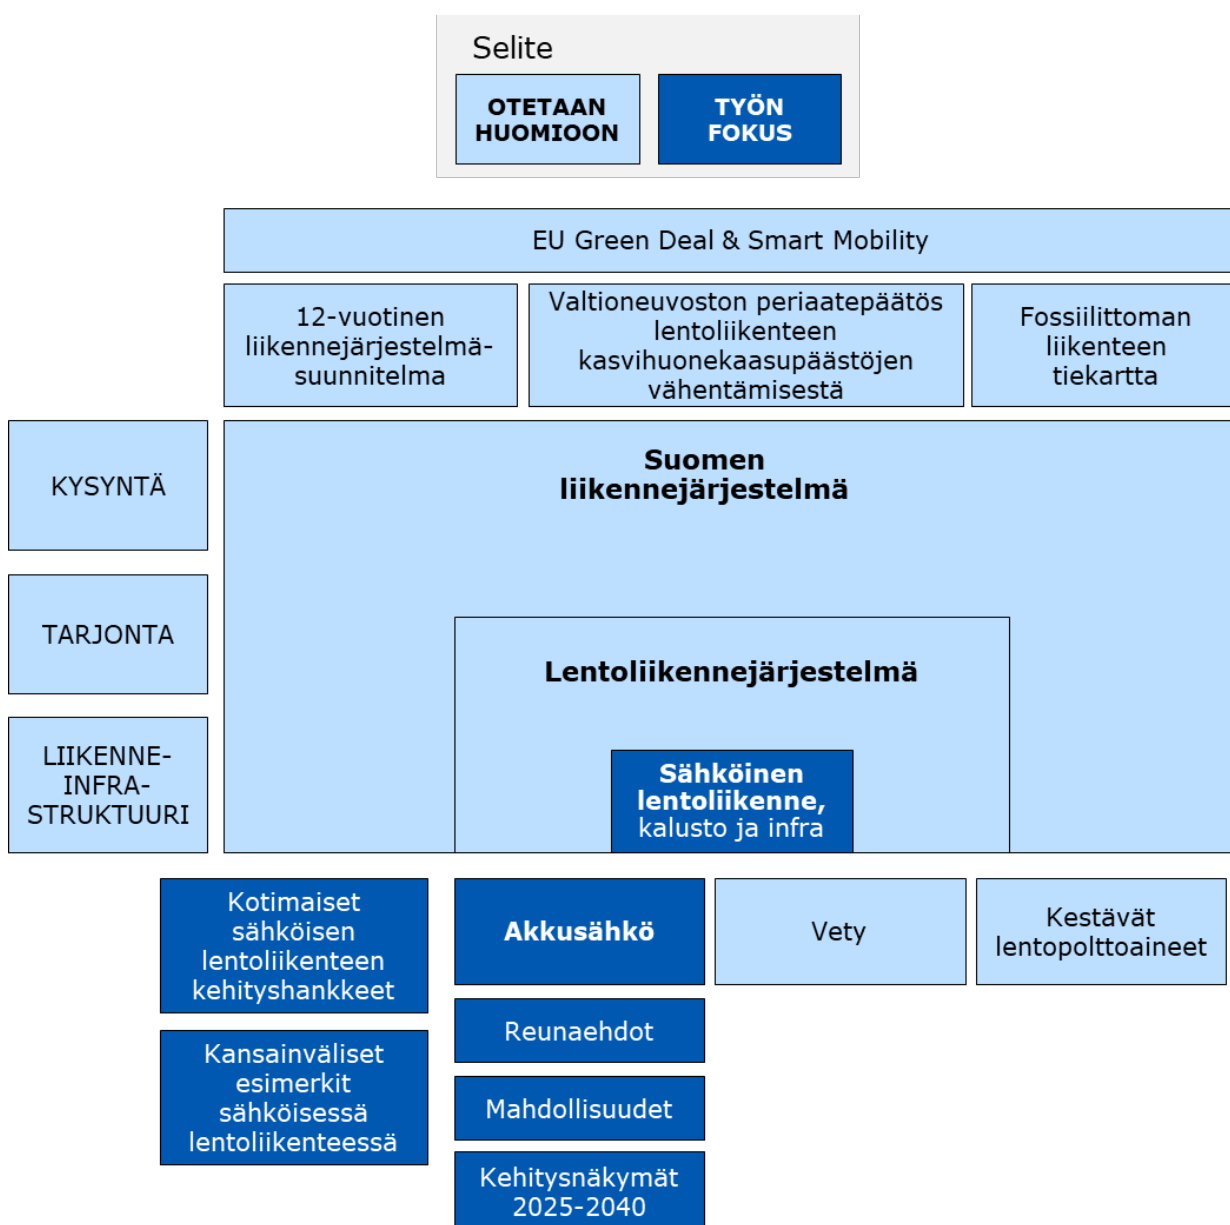 Selite
OTETAAN
HUOMIOON
TYÖN
FOKUS
EU Green Deal & Smart Mobility
12-vuotinen
liikennejärjestelmä-
suunnitelma
Valtioneuvoston periaatepäätös
lentoliikenteen
kasvihuonekaasupäästöjen
vähentämisestä
Fossiilittoman
liikenteen
tiekartta
KYSYNTÄ
Suomen
liikennejärjestelmä
TARJONTA
Lentoliikennejärjestelmä
LIIKENNE-
INFRA-
STRUKTUURI
Sähköinen
lentoliikenne,
kalusto ja infra
Kotimaiset
sähköisen
lentoliikenteen
kehityshankkeet
Akkusähkö
Vety
Kestävät
lentopolttoaineet
Reunaehdot
Kansainväliset
esimerkit
sähköisessä
lentoliikenteessä
Mahdollisuudet
Kehitysnäkymät
2025-2040